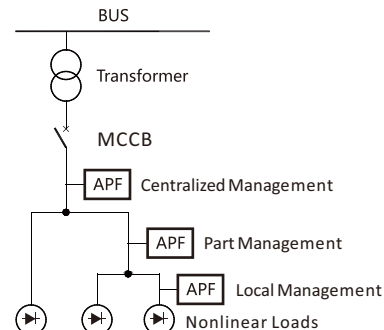 BUS
Transformer
MCCB
APF Centralized Management
APF Part Management
APF Local Management
Nonlinear Loads